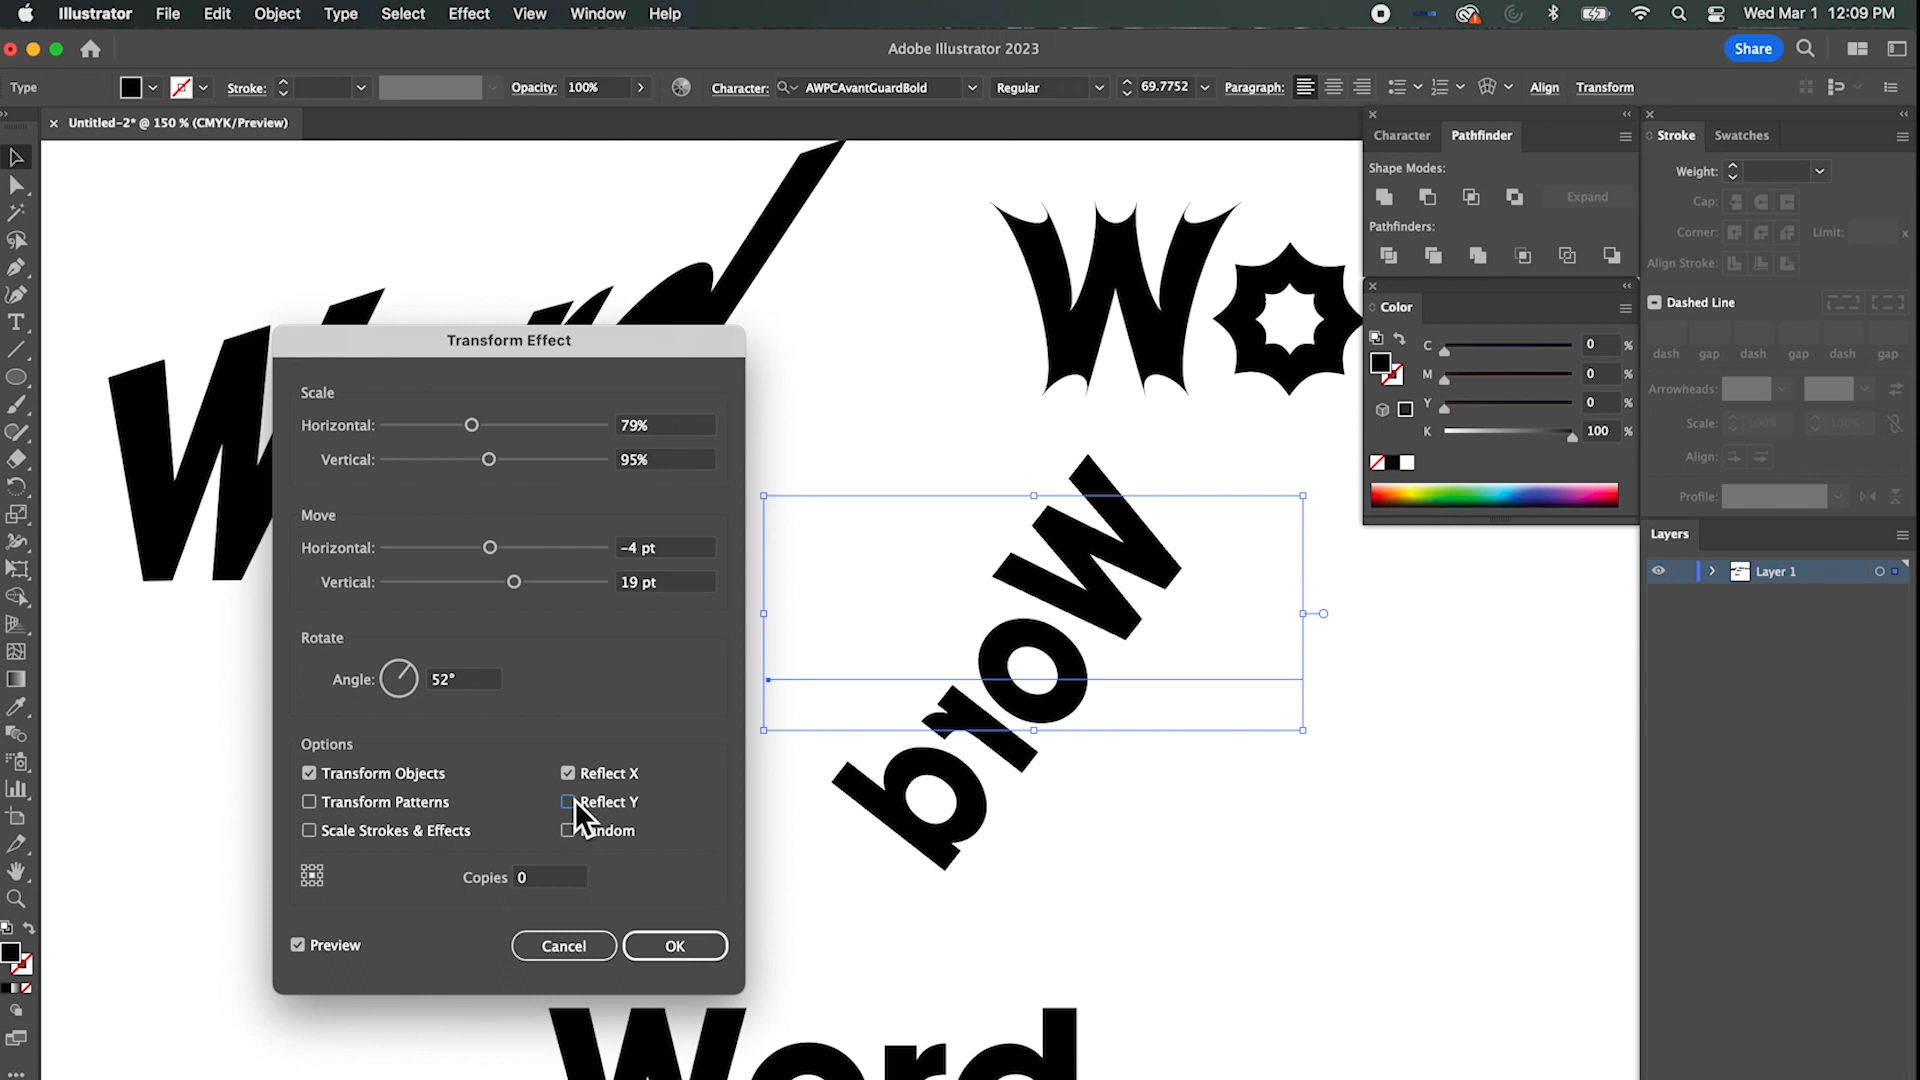 Illustrator File Edit Object Type Select Effect View Window Help Wed Mar 1 12:09 PM
Adobe Illustrator 2023 Share
Type Stroke: Opacity: 100% Character: AWPCAvantGuardBold Regular 69.7752 Paragraph: Align Transform
Untitled-2* @ 150 % (CMYK/Preview)
Character Pathfinder
Shape Modes:
Expand
Pathfinders:
Color
C 0 %
M 0 %
Y 0 %
K 100 %
Stroke Swatches
Weight:
Cap:
Corner: Limit: x
Align Stroke:
Dashed Line
dash gap dash gap dash gap
Arrowheads:
Scale: 100% 100%
Align:
Profile:
Layers
Layer 1
Wo
Word
Transform Effect
Scale
Horizontal: 79%
Vertical: 95%
Move
Horizontal: -4 pt
Vertical: 19 pt
Rotate
Angle: 52°
Options
Transform Objects Reflect X
Transform Patterns Reflect Y
Scale Strokes & Effects
Copies 0
Preview Cancel OK
Word